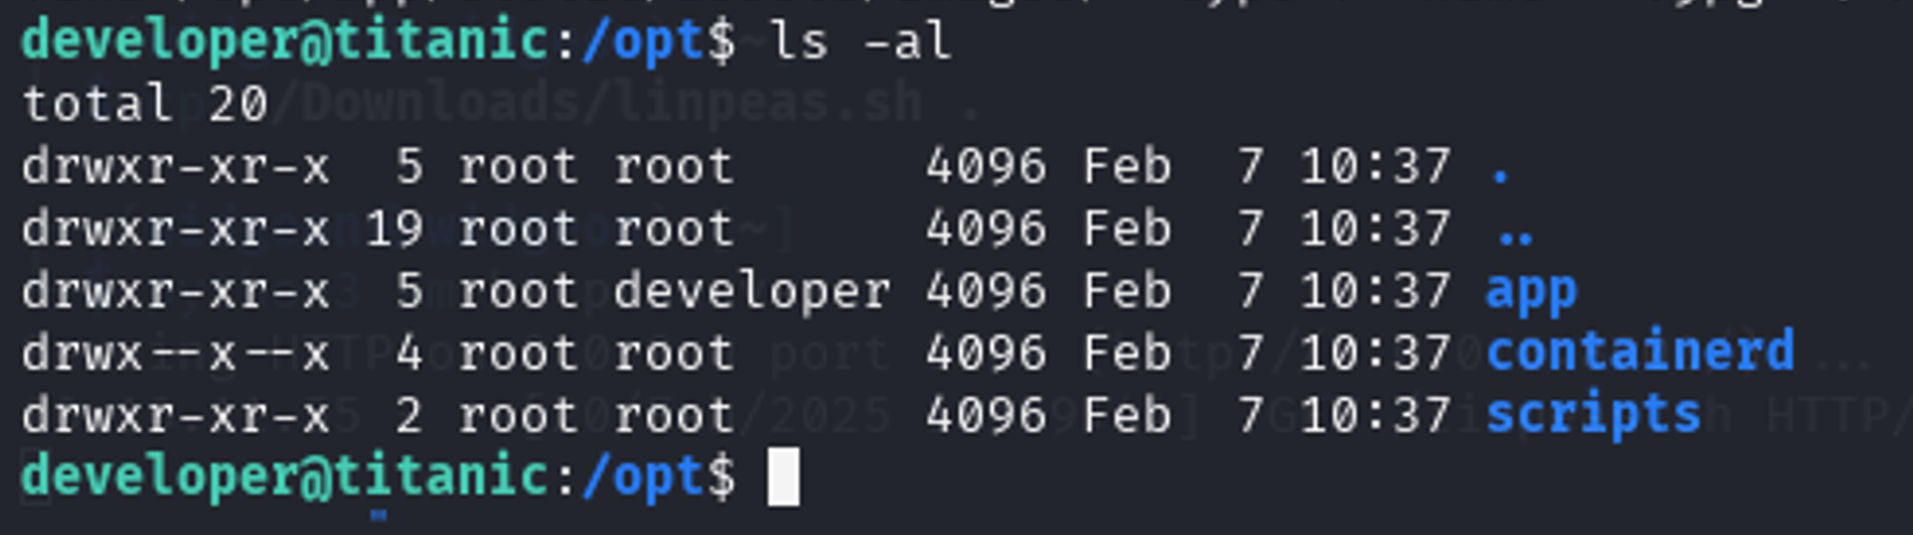 developer@titanic:/opt$ ls -al
total 20
/Downloads/linpeas.sh .
drwxr-xr-x  5 root root      4096 Feb  7 10:37 .
drwxr-xr-x 19 root root      4096 Feb  7 10:37 ..
drwxr-xr-x  5 root developer 4096 Feb  7 10:37 app
drwx--x--x  4 root root      4096 Feb  7 10:37 containerd
drwxr-xr-x  2 root root      4096 Feb  7 10:37 scripts
developer@titanic:/opt$